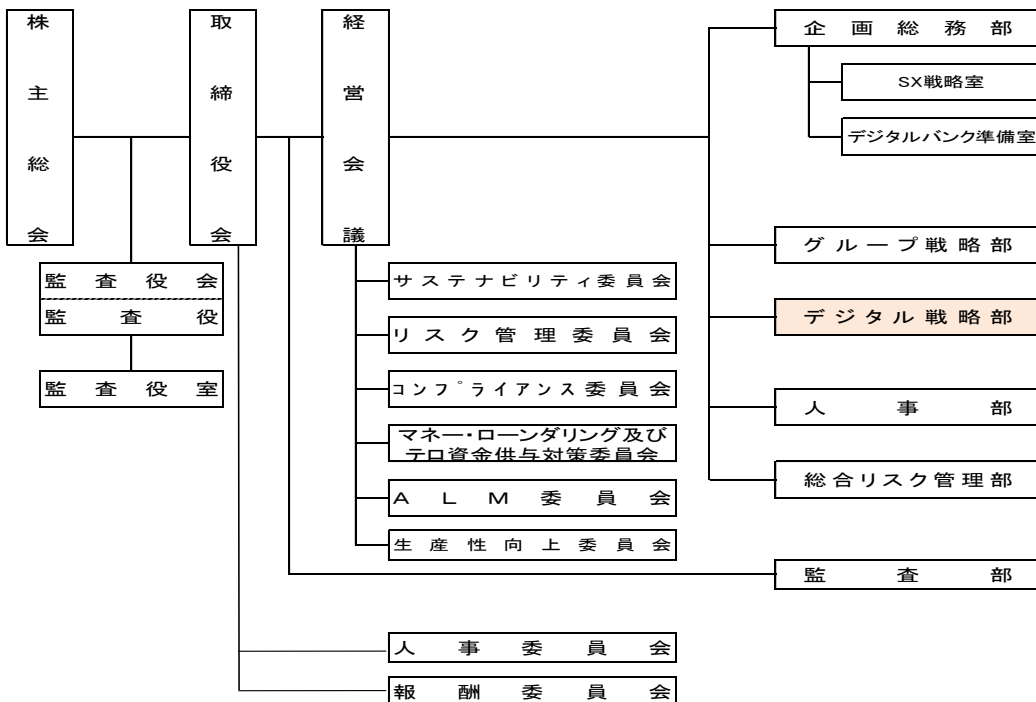 株主総会
取締役会
経営会議
監査役会
監査役
監査役室
サステナビリティ委員会
リスク管理委員会
コンプライアンス委員会
マネー・ローンダリング及び
テロ資金供与対策委員会
ALM委員会
生産性向上委員会
人事委員会
報酬委員会
企画総務部
SX戦略室
デジタルバンク準備室
グループ戦略部
デジタル戦略部
人事部
総合リスク管理部
監査部